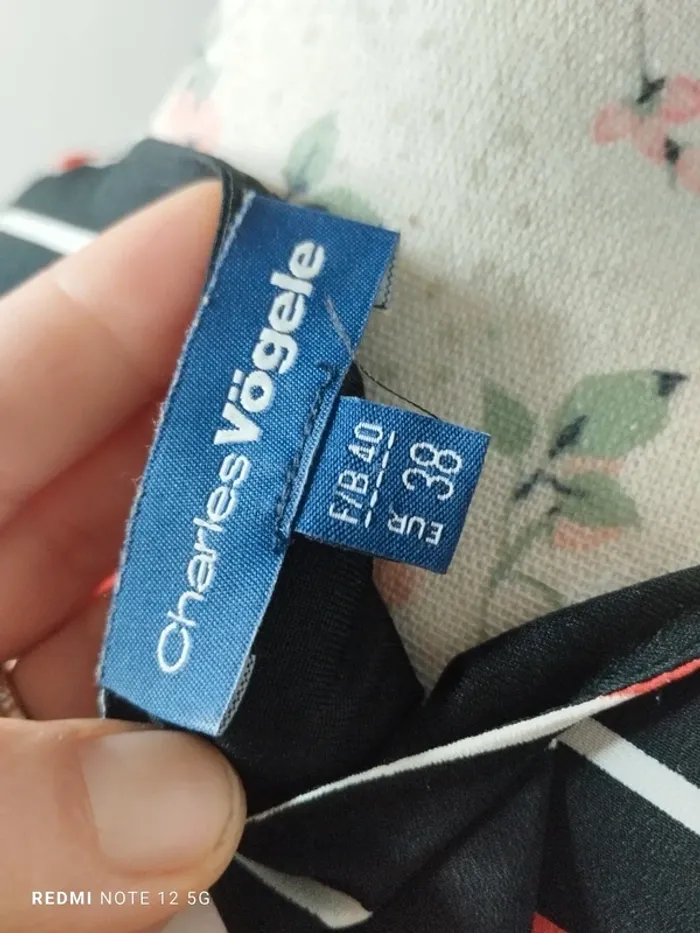 Charles Vögele
F/B 40
EUR 38
REDMI NOTE 12 5G